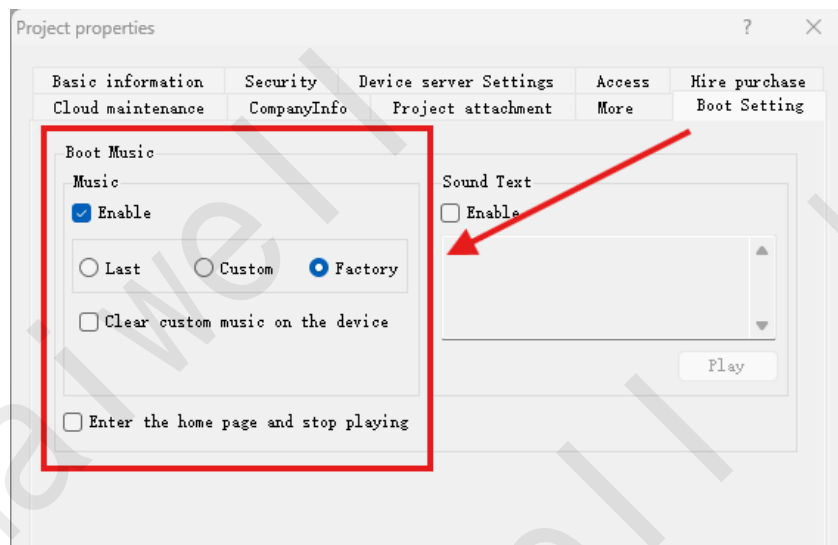 Project properties ? ×
Basic information Security Device server Settings Access Hire purchase
Cloud maintenance CompanyInfo Project attachment More Boot Setting
Boot Music
Music
Enable
Last Custom Factory
Clear custom music on the device
Enter the home page and stop playing
Sound Text
Enable
Play